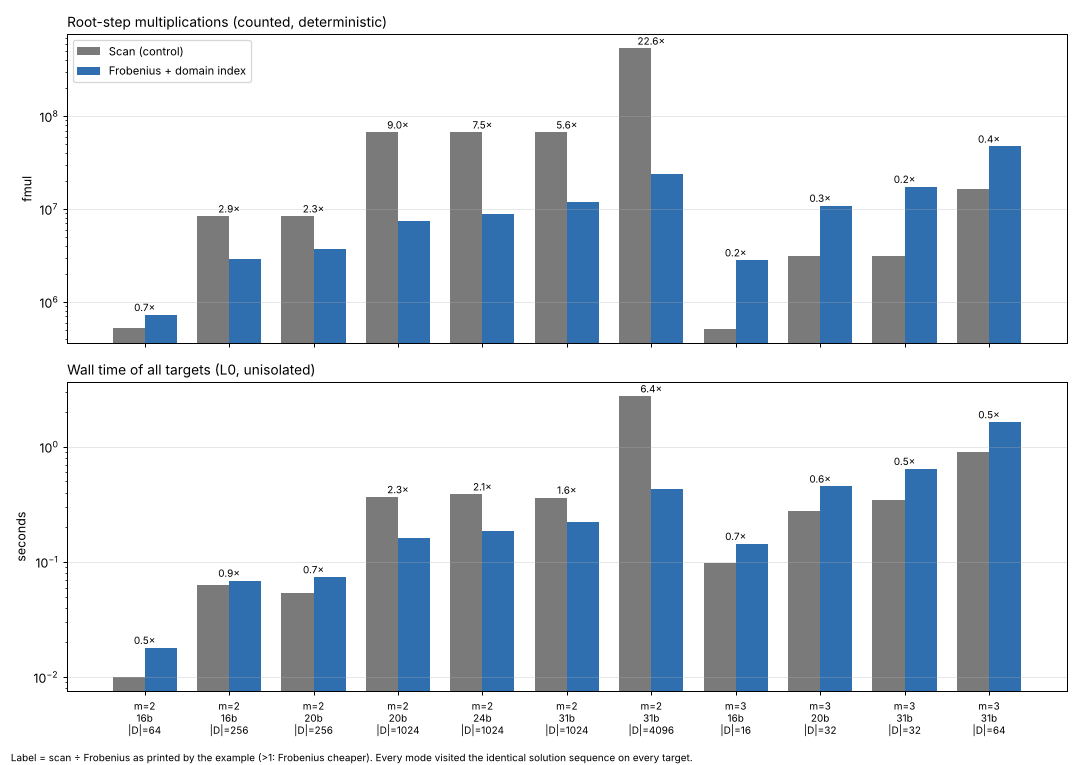 Root-step multiplications (counted, deterministic)
Scan (control)
Frobenius + domain index
fmul
10⁸
10⁷
10⁶
0.7×
2.9×
2.3×
9.0×
7.5×
5.6×
22.6×
0.2×
0.3×
0.2×
0.4×
Wall time of all targets (L0, unisolated)
seconds
10⁰
10⁻¹
10⁻²
0.5×
0.9×
0.7×
2.3×
2.1×
1.6×
6.4×
0.7×
0.6×
0.5×
0.5×
m=2
16b
|D|=64
m=2
16b
|D|=256
m=2
20b
|D|=256
m=2
20b
|D|=1024
m=2
24b
|D|=1024
m=2
31b
|D|=1024
m=2
31b
|D|=4096
m=3
16b
|D|=16
m=3
20b
|D|=32
m=3
31b
|D|=32
m=3
31b
|D|=64
Label = scan ÷ Frobenius as printed by the example (>1: Frobenius cheaper). Every mode visited the identical solution sequence on every target.